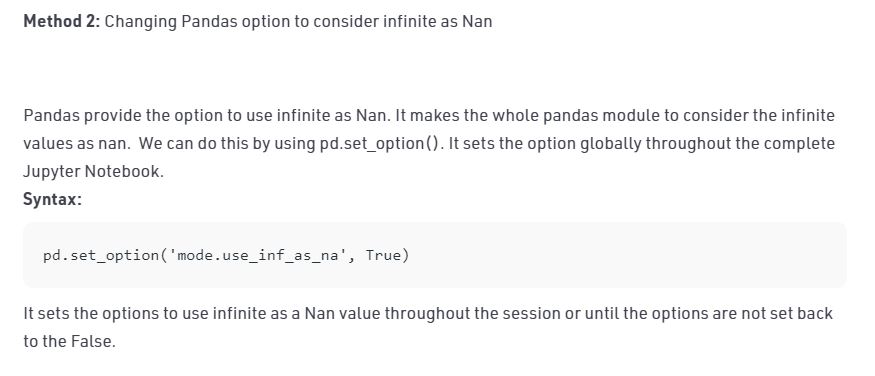 Method 2: Changing Pandas option to consider infinite as Nan
Pandas provide the option to use infinite as Nan. It makes the whole pandas module to consider the infinite
values as nan.  We can do this by using pd.set_option(). It sets the option globally throughout the complete
Jupyter Notebook.
Syntax:
pd.set_option('mode.use_inf_as_na', True)
It sets the options to use infinite as a Nan value throughout the session or until the options are not set back
to the False.